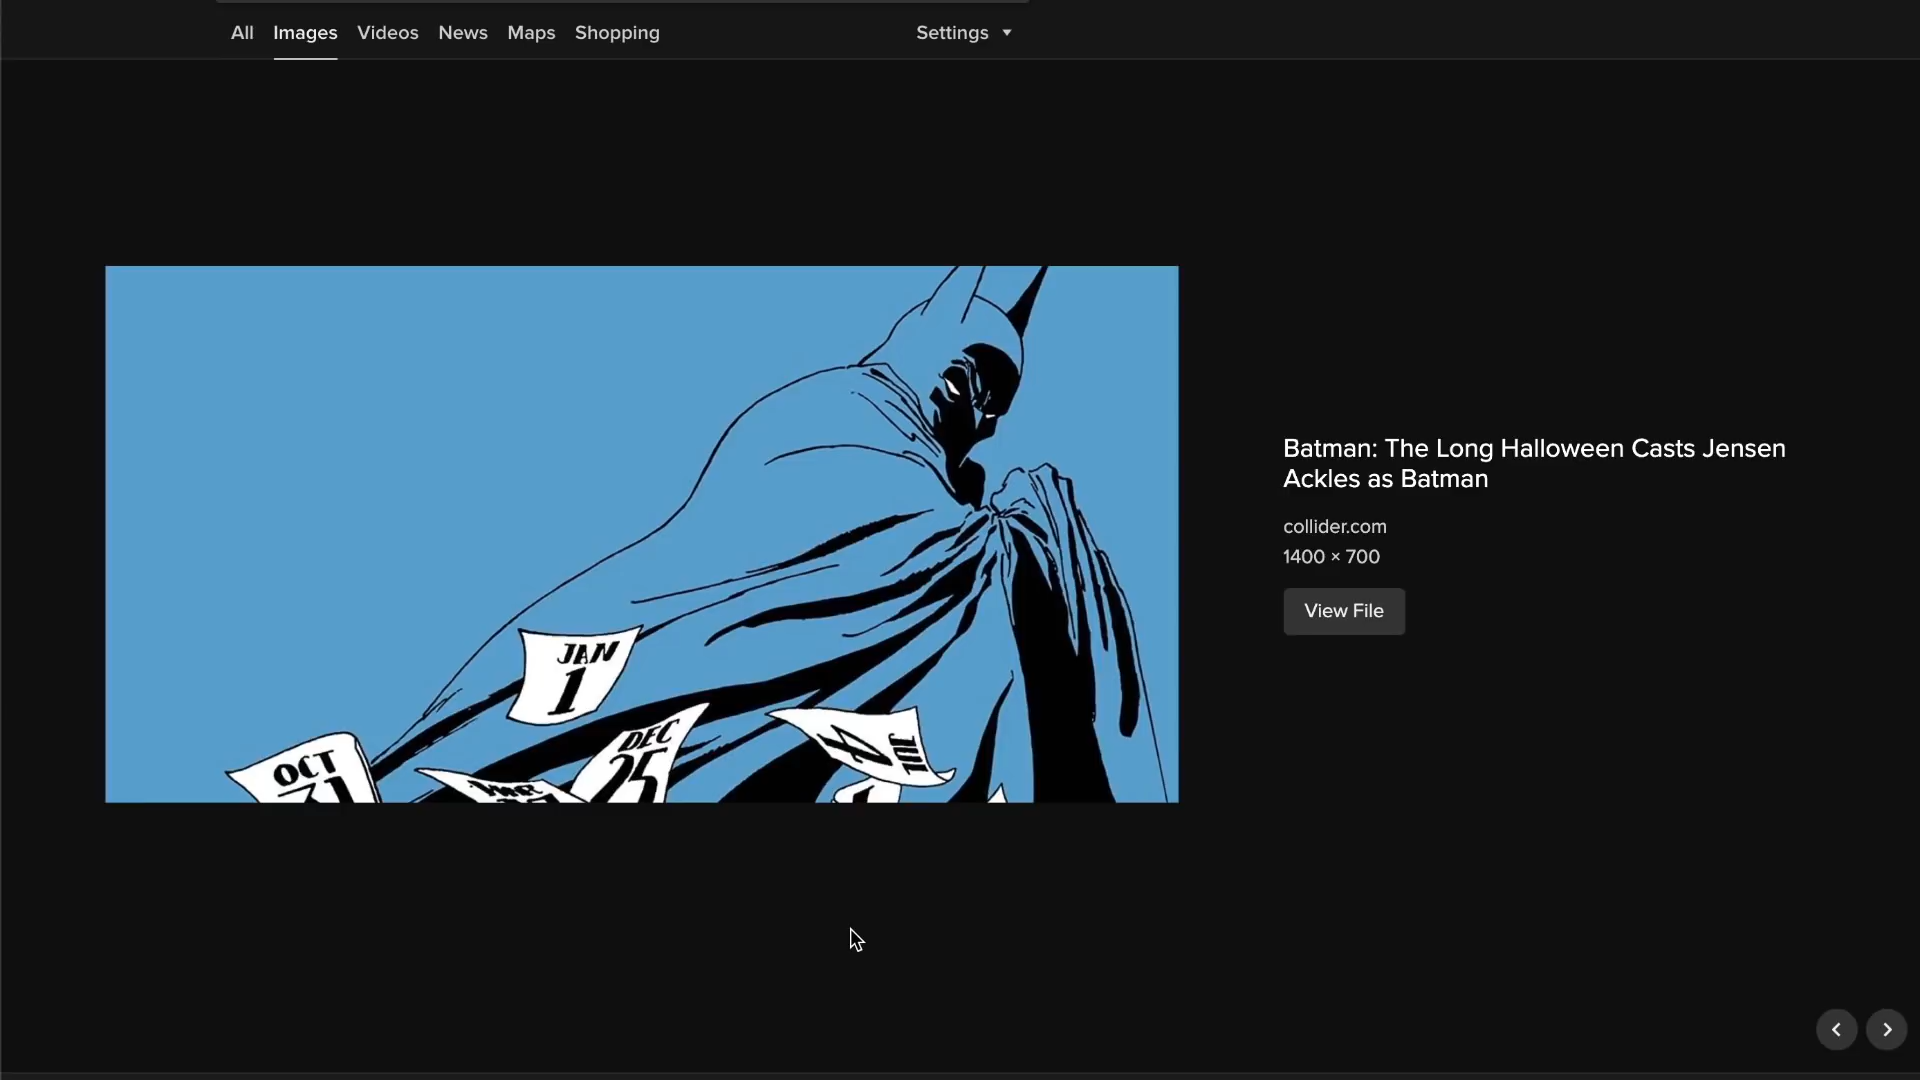 All Images Videos News Maps Shopping Settings
Batman: The Long Halloween Casts Jensen
Ackles as Batman
collider.com
1400 × 700
View File
JAN
1
DEC
25
OCT
31
JUL
4